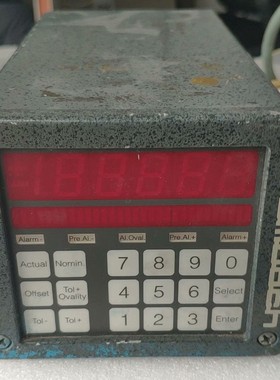 Alarm- Pre.Al.- Al.Oval. Pre.Al.+ Alarm+
Actual Nomin. 7 8 9 0
Offset Tol+ Ovality 4 5 6 Select
Tol- Tol+ 1 2 3 Enter